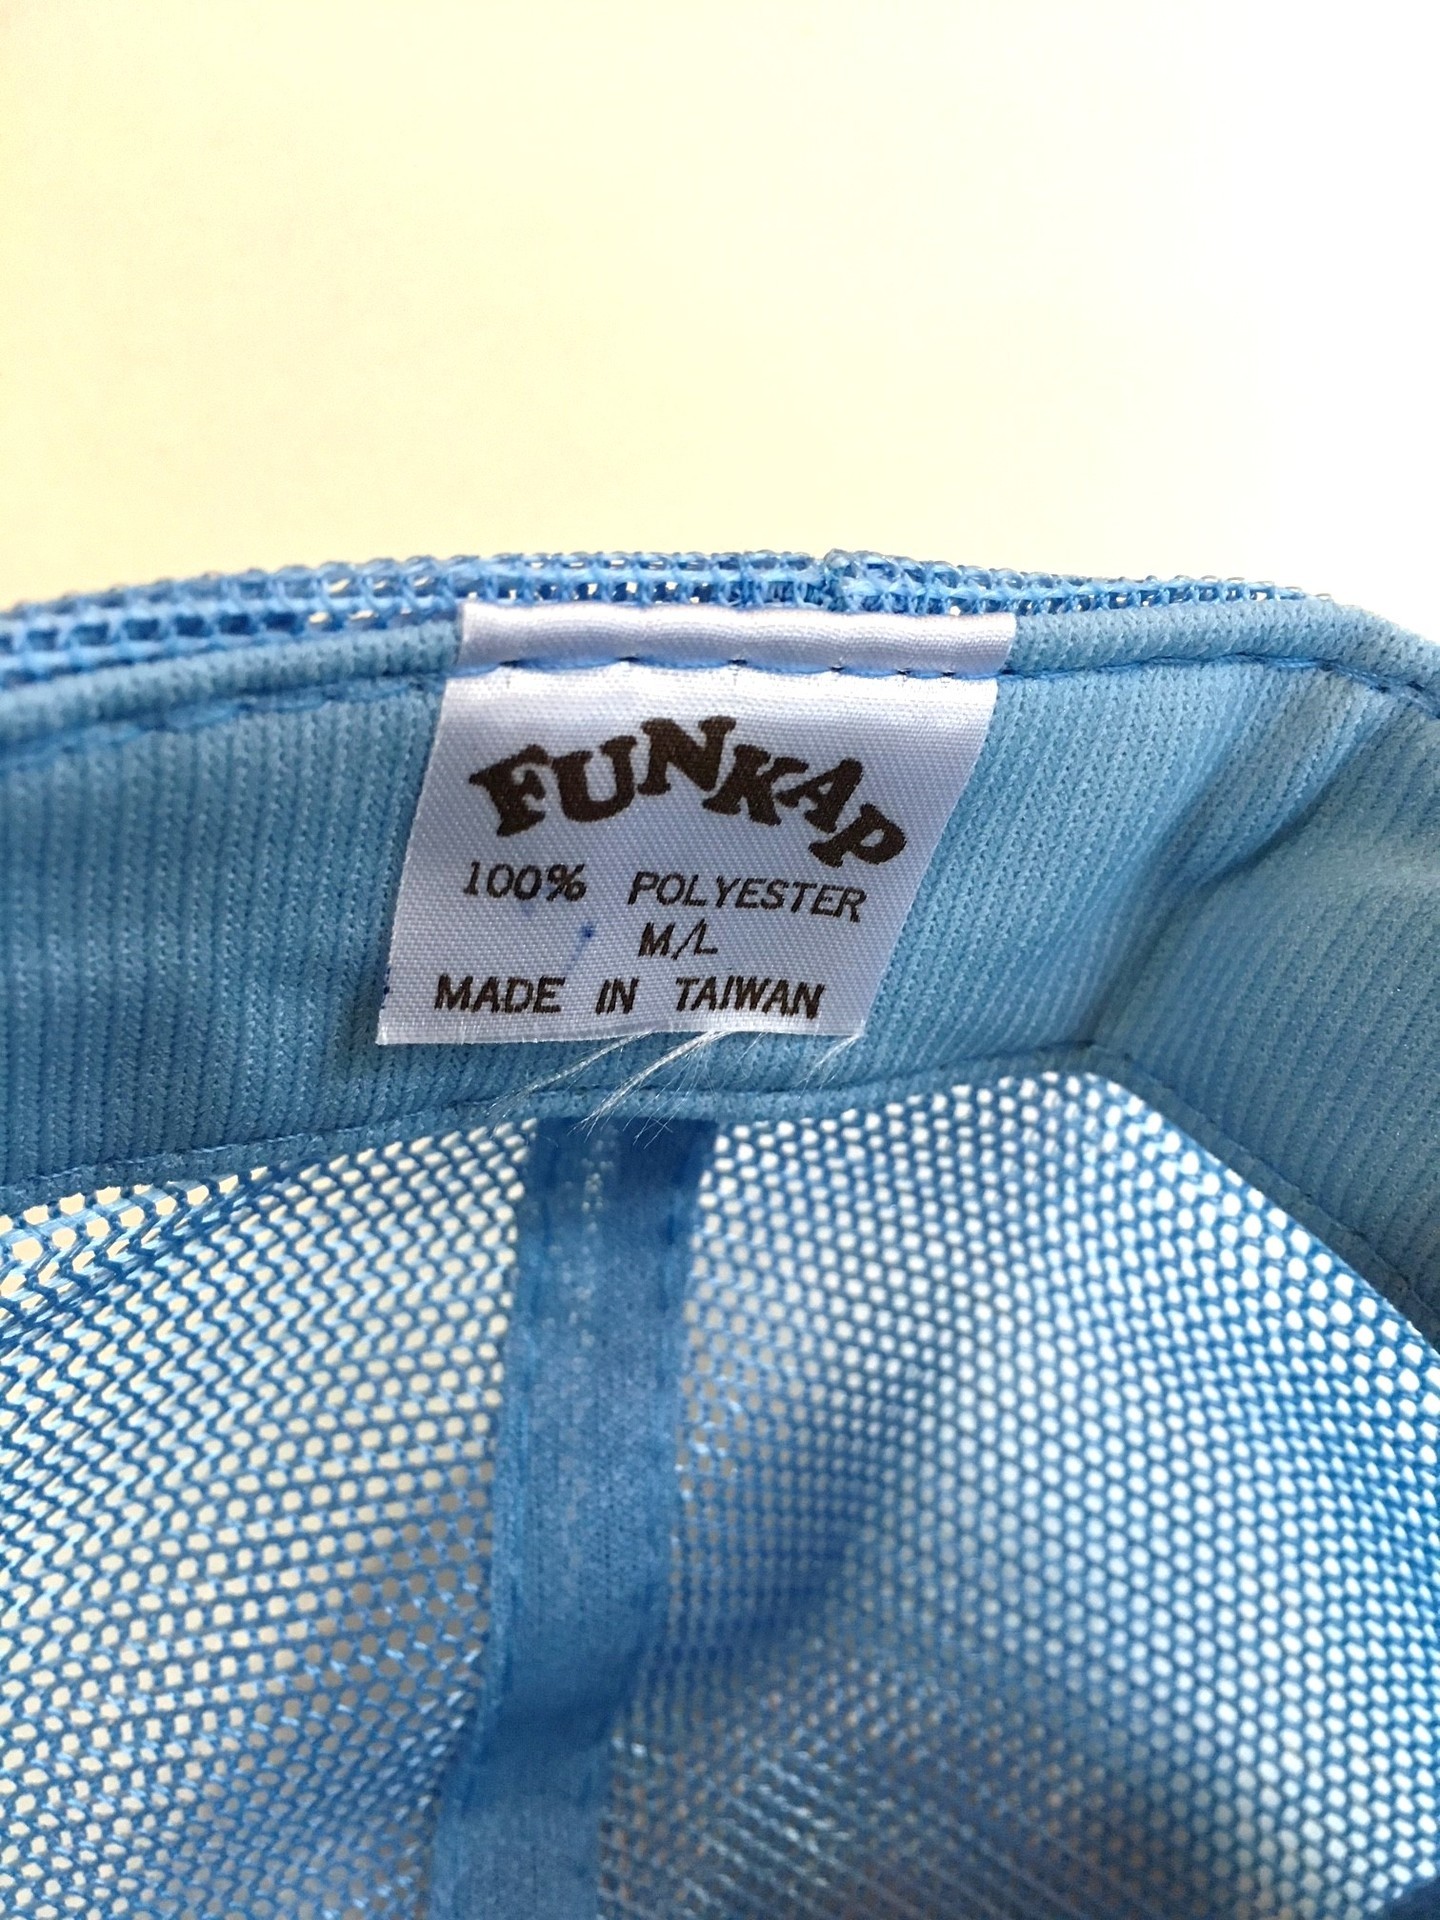 FUNKAP
100% POLYESTER
M/L
MADE IN TAIWAN